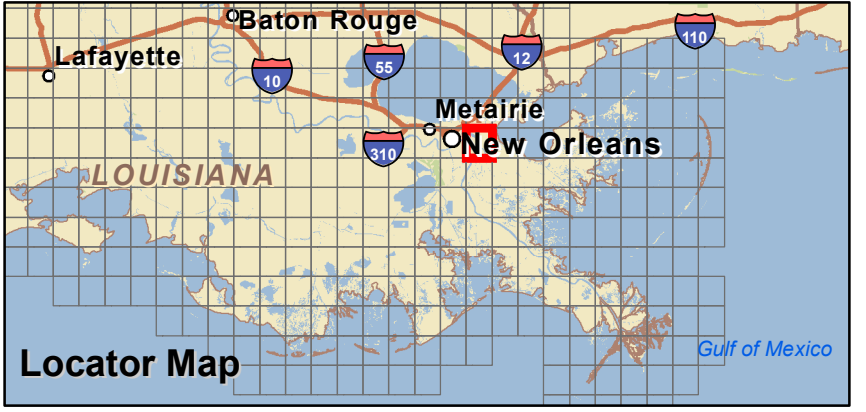 Baton Rouge
110
12
Lafayette
55
10
Metairie
New Orleans
310
LOUISIANA
Gulf of Mexico
Locator Map